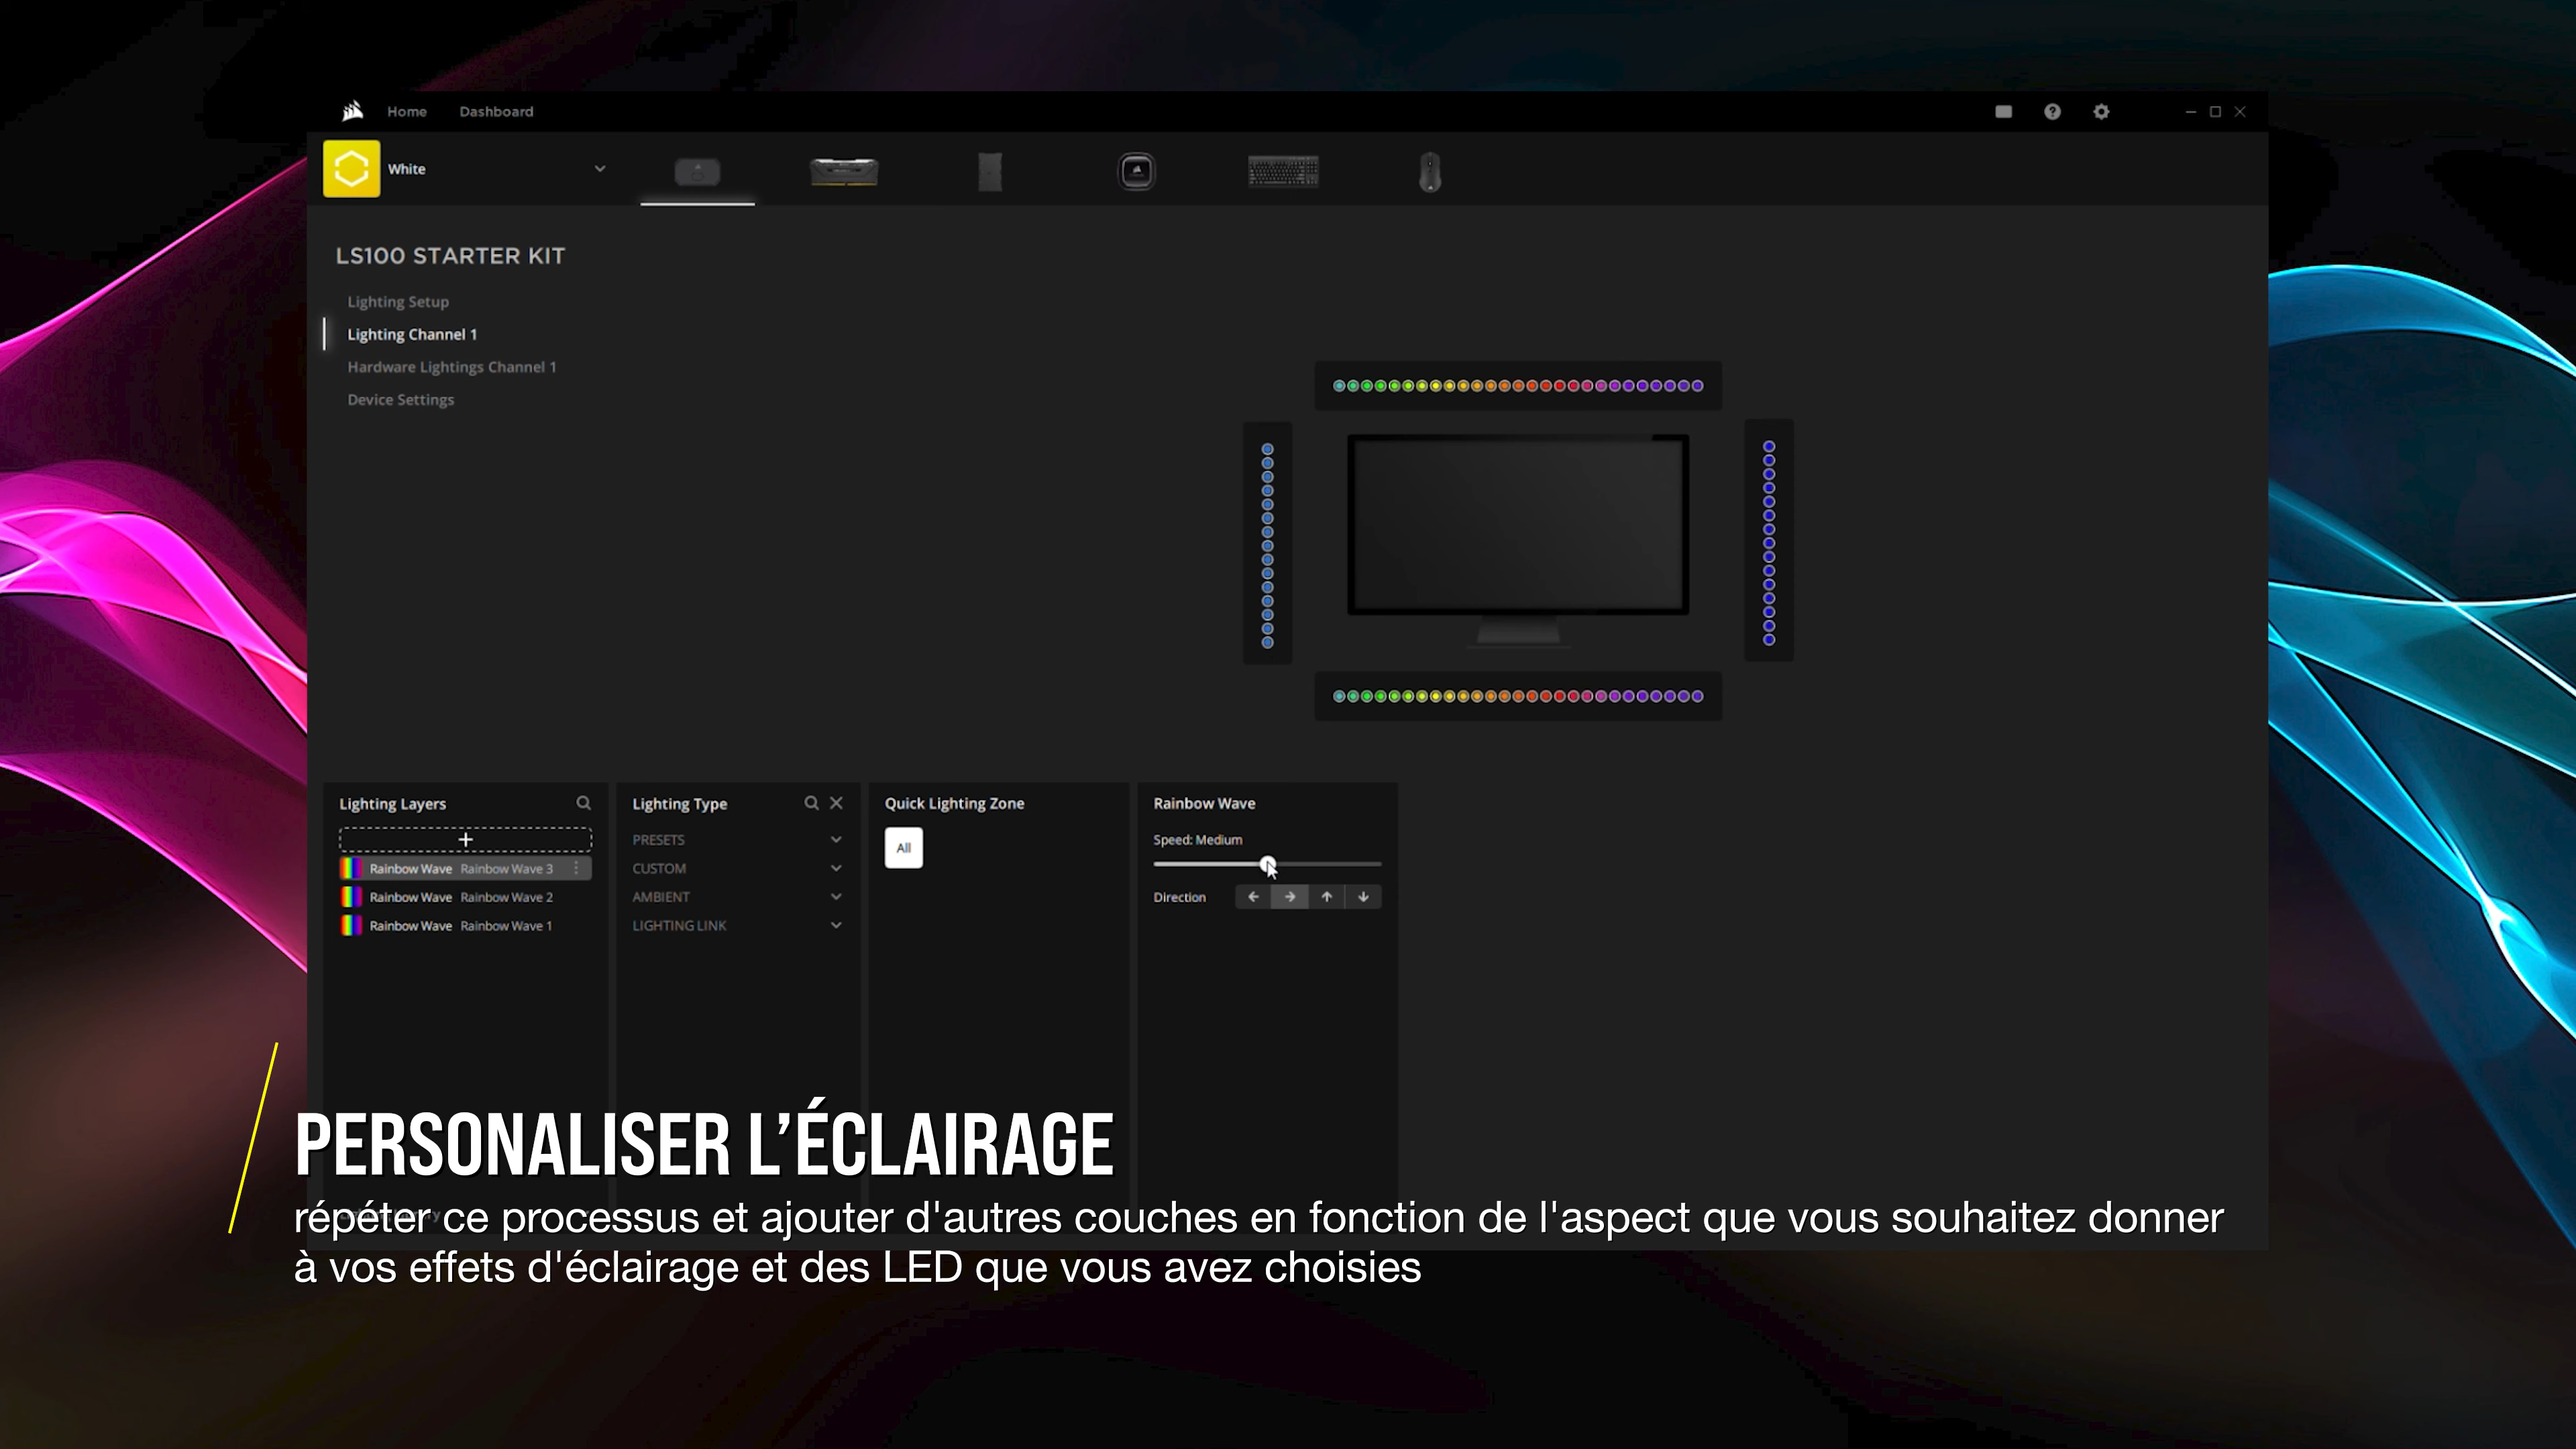 Home Dashboard
White
LS100 STARTER KIT
Lighting Setup
Lighting Channel 1
Hardware Lightings Channel 1
Device Settings
Lighting Layers
Rainbow Wave Rainbow Wave 3
Rainbow Wave Rainbow Wave 2
Rainbow Wave Rainbow Wave 1
Lighting Type
PRESETS
CUSTOM
AMBIENT
LIGHTING LINK
Quick Lighting Zone
All
Rainbow Wave
Speed: Medium
Direction
PERSONALISER L’ÉCLAIRAGE
répéter ce processus et ajouter d'autres couches en fonction de l'aspect que vous souhaitez donner
à vos effets d'éclairage et des LED que vous avez choisies